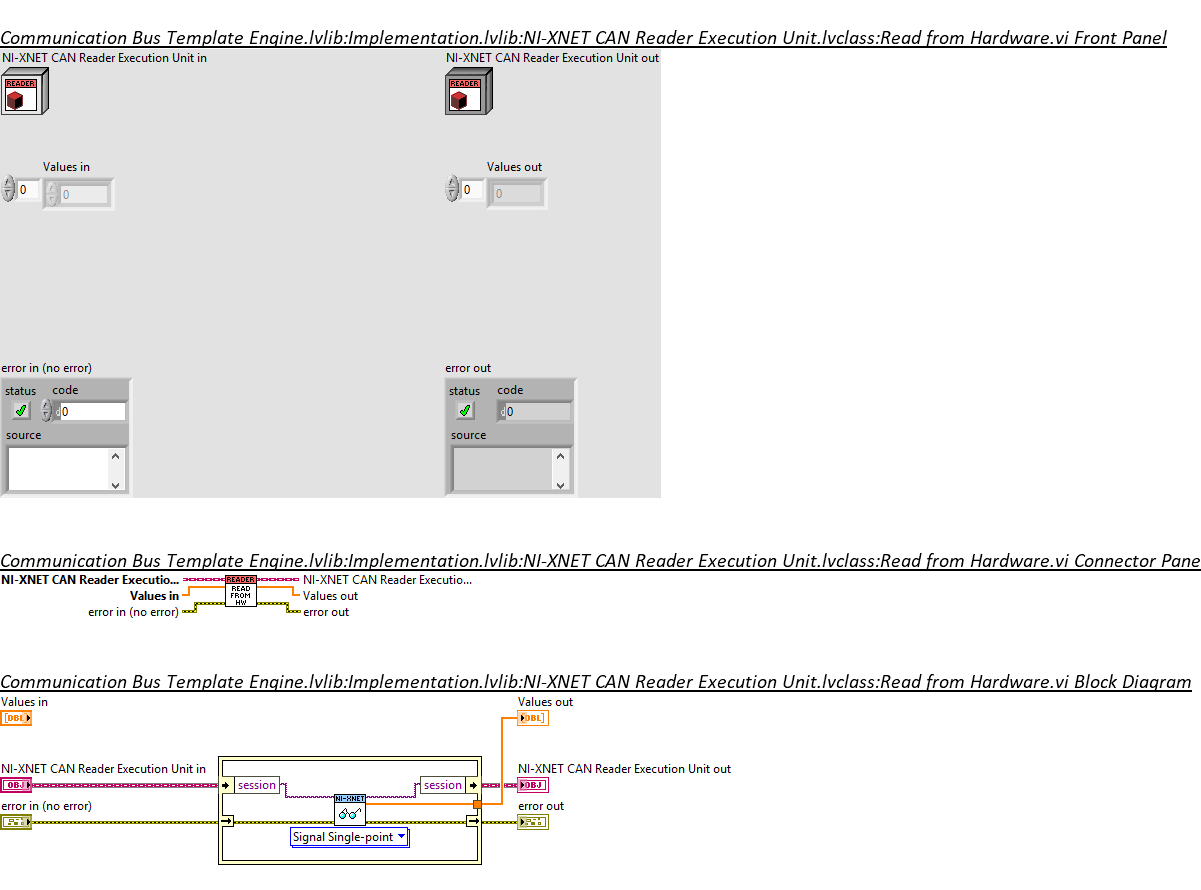 Communication Bus Template Engine.lvlib:Implementation.lvlib:NI-XNET CAN Reader Execution Unit.lvclass:Read from Hardware.vi Front Panel
NI-XNET CAN Reader Execution Unit in
NI-XNET CAN Reader Execution Unit out
READER
READER
Values in
Values out
0
0
0
0
error in (no error)
error out
status code
status code
d0
d0
source
source
Communication Bus Template Engine.lvlib:Implementation.lvlib:NI-XNET CAN Reader Execution Unit.lvclass:Read from Hardware.vi Connector Pane
NI-XNET CAN Reader Executio...
READER
NI-XNET CAN Reader Executio...
Values in
READ
FROM
HW
Values out
error in (no error)
error out
Communication Bus Template Engine.lvlib:Implementation.lvlib:NI-XNET CAN Reader Execution Unit.lvclass:Read from Hardware.vi Block Diagram
Values in
Values out
[DBL]
[DBL]
NI-XNET CAN Reader Execution Unit in
NI-XNET CAN Reader Execution Unit out
OBJ
session
session
OBJ
NI-XNET
error in (no error)
error out
Signal Single-point